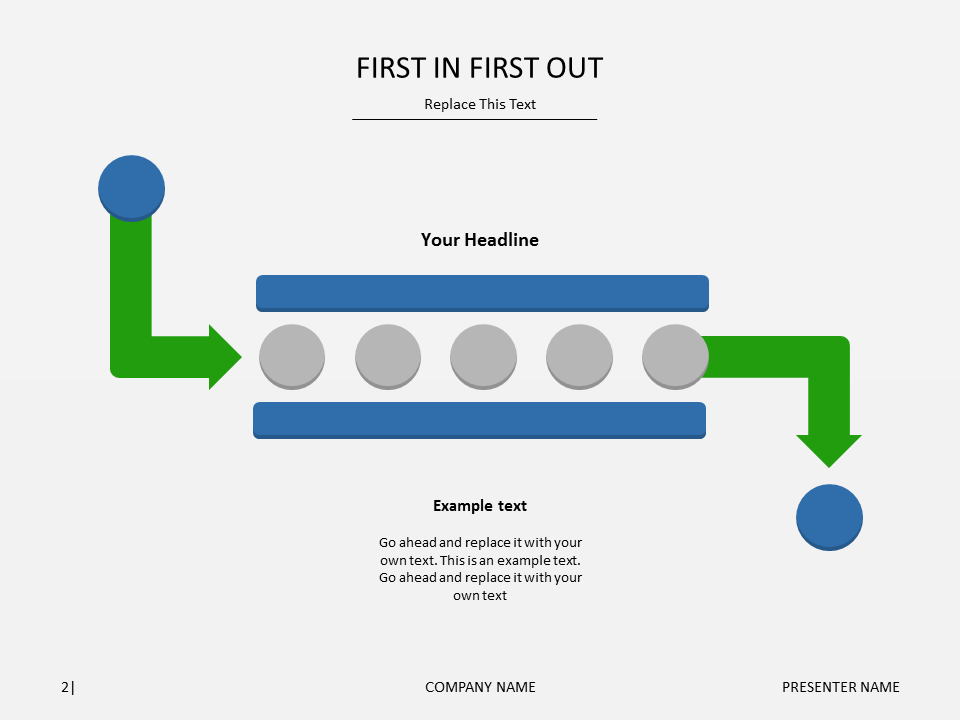 FIRST IN FIRST OUT
Replace This Text
Your Headline
Example text
Go ahead and replace it with your
own text. This is an example text.
Go ahead and replace it with your
own text
2|
COMPANY NAME
PRESENTER NAME